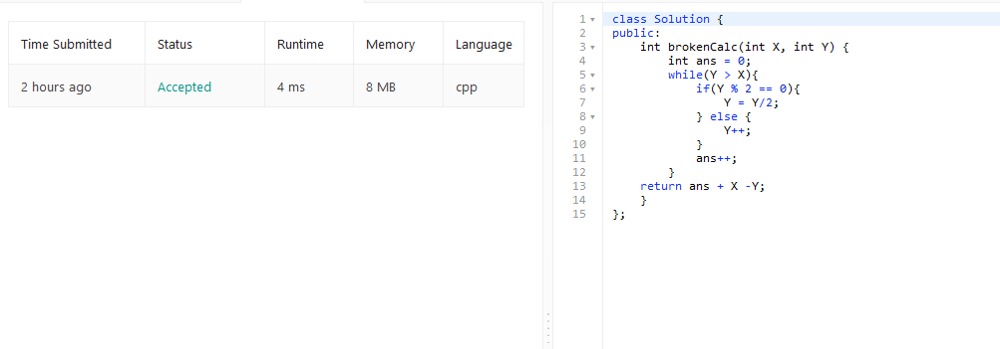 Time Submitted Status Runtime Memory Language
2 hours ago Accepted 4 ms 8 MB cpp
1 class Solution {
2 public:
3     int brokenCalc(int X, int Y) {
4         int ans = 0;
5         while(Y > X){
6             if(Y % 2 == 0){
7                 Y = Y/2;
8             } else {
9                 Y++;
10             }
11             ans++;
12         }
13     return ans + X -Y;
14     }
15 };